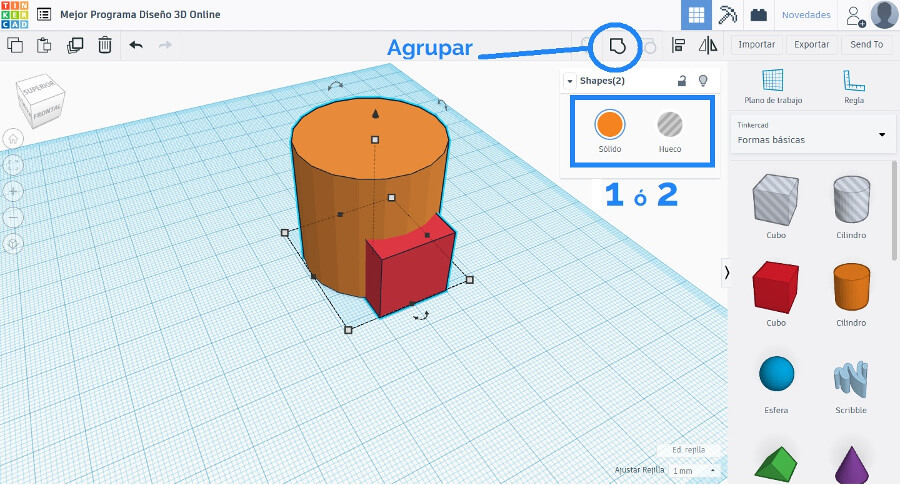 TIN
KER
CAD
Mejor Programa Diseño 3D Online
Novedades
Agrupar
Importar
Exportar
Send To
SUPERIOR
FRONTAL
Shapes(2)
Sólido
Hueco
1 ó 2
Plano de trabajo
Regla
Tinkercad
Formas básicas
Cubo
Cilindro
Cubo
Cilindro
Esfera
Scribble
Ed. rejilla
Ajustar Rejilla
1 mm